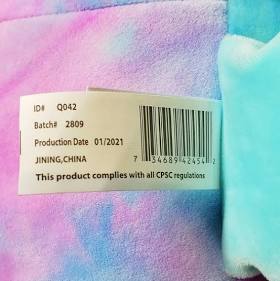 ID# Q042
Batch# 2809
Production Date 01/2021
JINING,CHINA
7 34689 42454 2
This product complies with all CPSC regulations